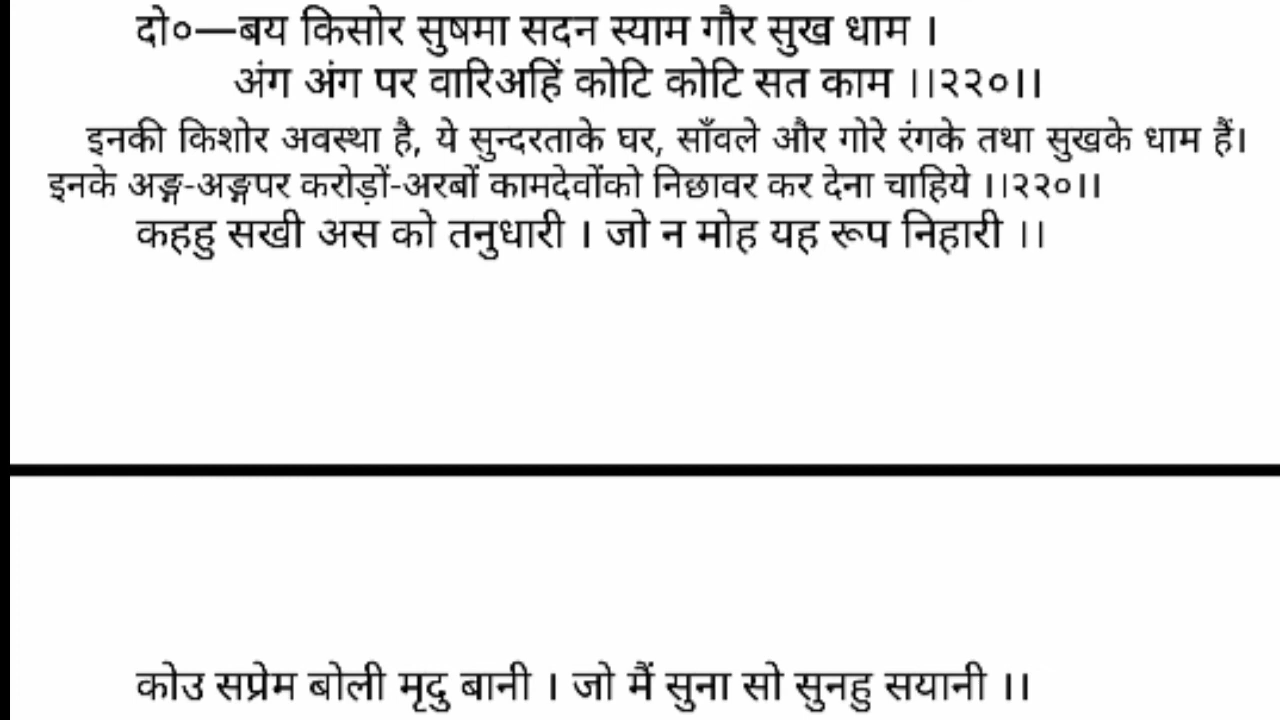 दो०—बय किसोर सुषमा सदन स्याम गौर सुख धाम ।
अंग अंग पर वारिअहिं कोटि कोटि सत काम ।।२२०।।
इनकी किशोर अवस्था है, ये सुन्दरताके घर, साँवले और गोरे रंगके तथा सुखके धाम हैं।
इनके अङ्ग-अङ्गपर करोड़ों-अरबों कामदेवोंको निछावर कर देना चाहिये ।।२२०।।
कहहु सखी अस को तनुधारी । जो न मोह यह रूप निहारी ।।
कोउ सप्रेम बोली मृदु बानी । जो मैं सुना सो सुनहु सयानी ।।